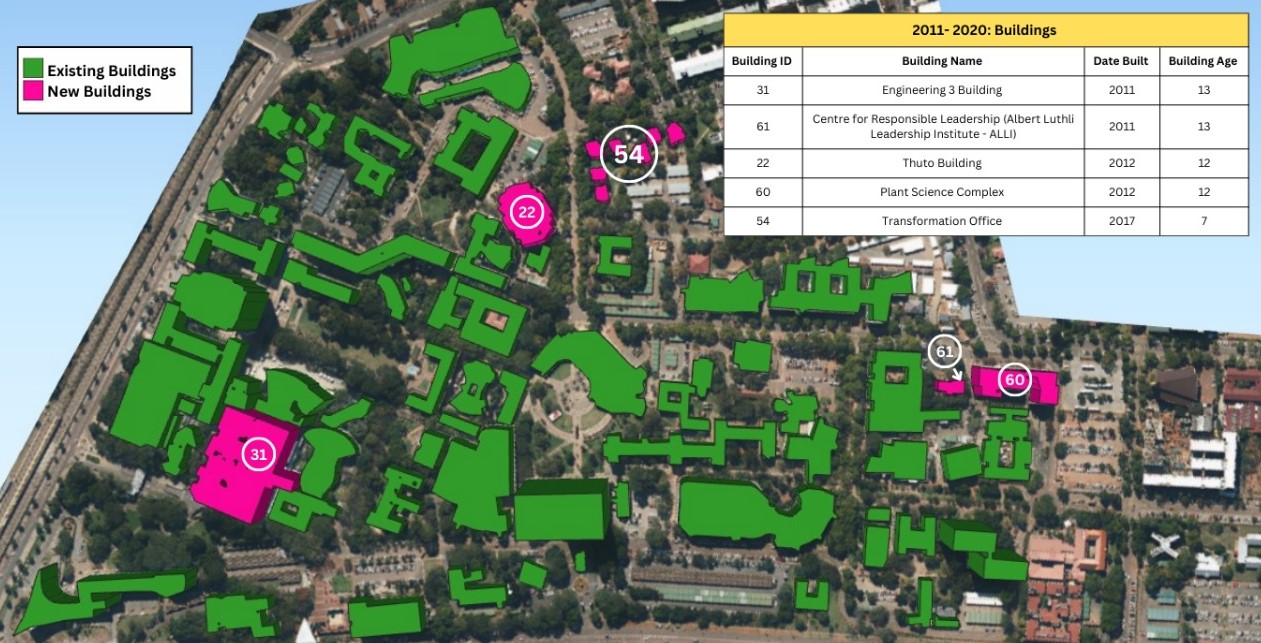 Existing Buildings
New Buildings
2011- 2020: Buildings
Building ID Building Name Date Built Building Age
31 Engineering 3 Building 2011 13
61 Centre for Responsible Leadership (Albert Luthli
Leadership Institute - ALLI) 2011 13
22 Thuto Building 2012 12
60 Plant Science Complex 2012 12
54 Transformation Office 2017 7
54
22
61
60
31